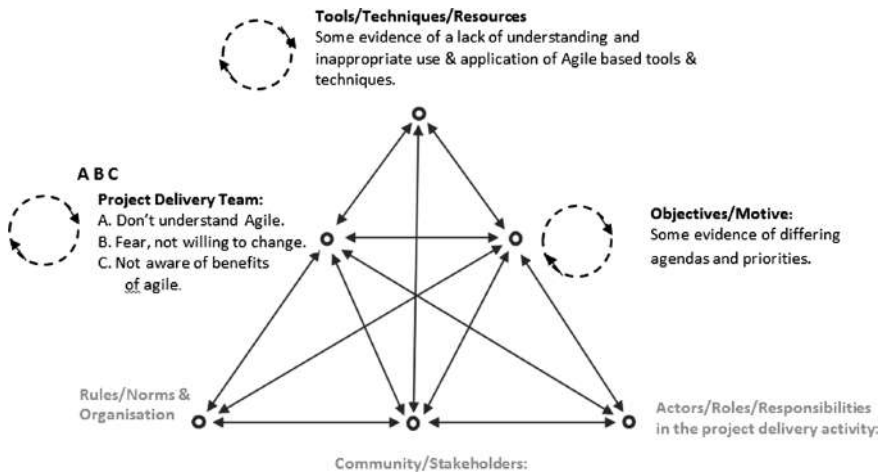 Tools/Techniques/Resources
Some evidence of a lack of understanding and
inappropriate use & application of Agile based tools &
techniques.
A B C
Project Delivery Team:
A. Don't understand Agile.
B. Fear, not willing to change.
C. Not aware of benefits
of agile.
Objectives/Motive:
Some evidence of differing
agendas and priorities.
Rules/Norms &
Organisation
Actors/Roles/Responsibilities
in the project delivery activity:
Community/Stakeholders: